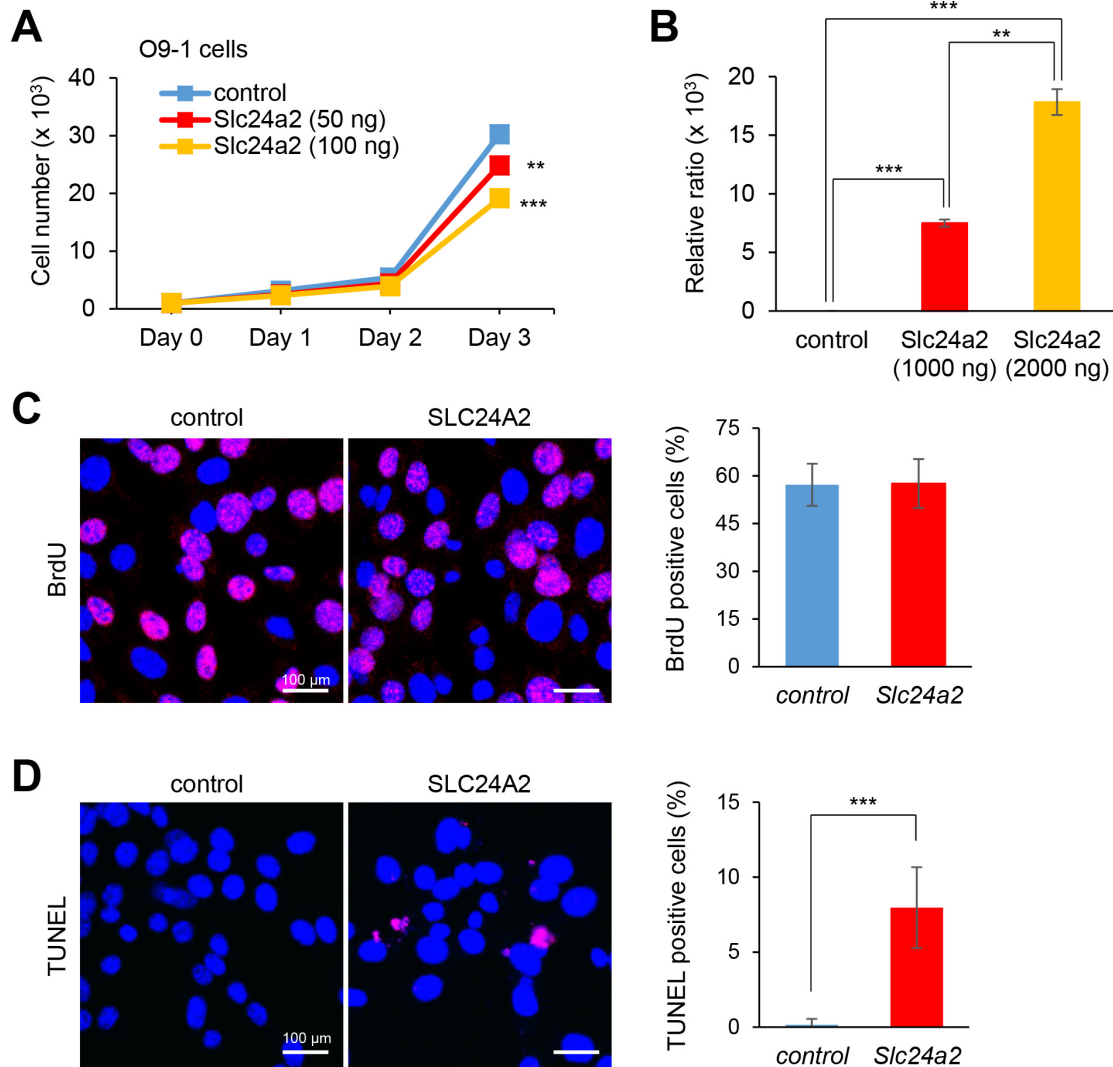 A
O9-1 cells
Cell number (x 10³)
40
30
20
10
0
control
Slc24a2 (50 ng)
Slc24a2 (100 ng)
**
***
Day 0
Day 1
Day 2
Day 3
B
Relative ratio (x 10³)
20
15
10
5
0
***
**
***
control
Slc24a2
(1000 ng)
Slc24a2
(2000 ng)
C
control
SLC24A2
BrdU
100 µm
BrdU positive cells (%)
75
60
45
30
15
0
control
Slc24a2
D
control
SLC24A2
TUNEL
100 µm
TUNEL positive cells (%)
15
10
5
0
***
control
Slc24a2